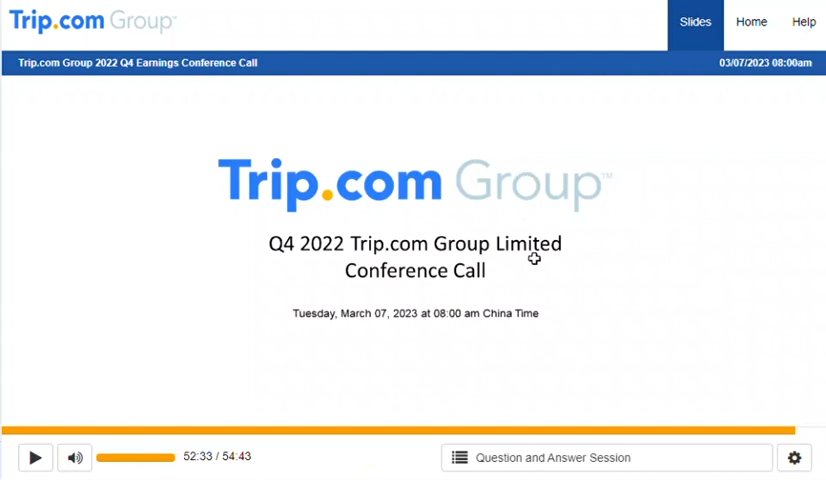 Trip.com Group™
Slides Home Help
Trip.com Group 2022 Q4 Earnings Conference Call 03/07/2023 08:00am
Trip.com Group™
Q4 2022 Trip.com Group Limited
Conference Call
Tuesday, March 07, 2023 at 08:00 am China Time
52:33 / 54:43 Question and Answer Session